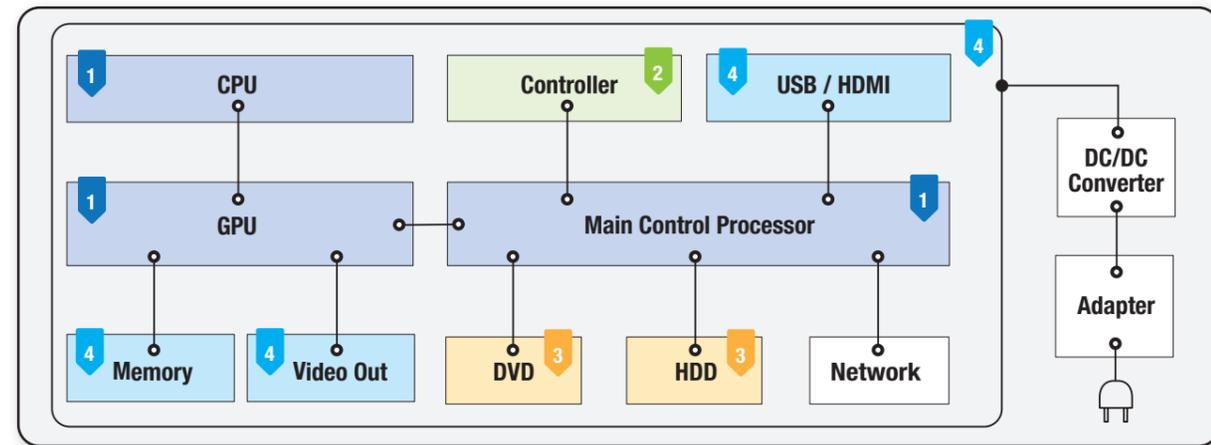 4
1
CPU
Controller
2
4
USB / HDMI
DC/DC
Converter
1
GPU
Main Control Processor
1
Adapter
4
Memory
4
Video Out
DVD
3
HDD
3
Network